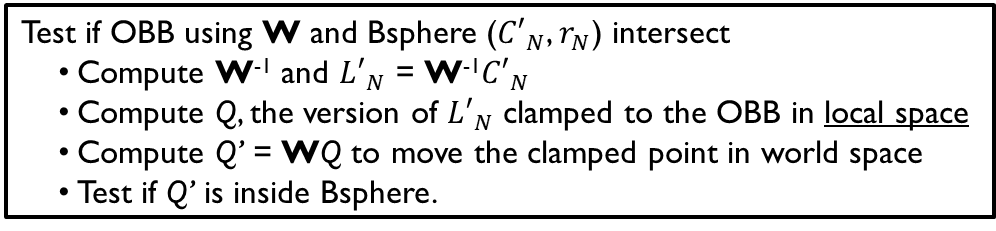 Test if OBB using W and Bsphere (C′_N, r_N) intersect
• Compute W⁻¹ and L′_N = W⁻¹C′_N
• Compute Q, the version of L′_N clamped to the OBB in local space
• Compute Q’ = WQ to move the clamped point in world space
• Test if Q’ is inside Bsphere.